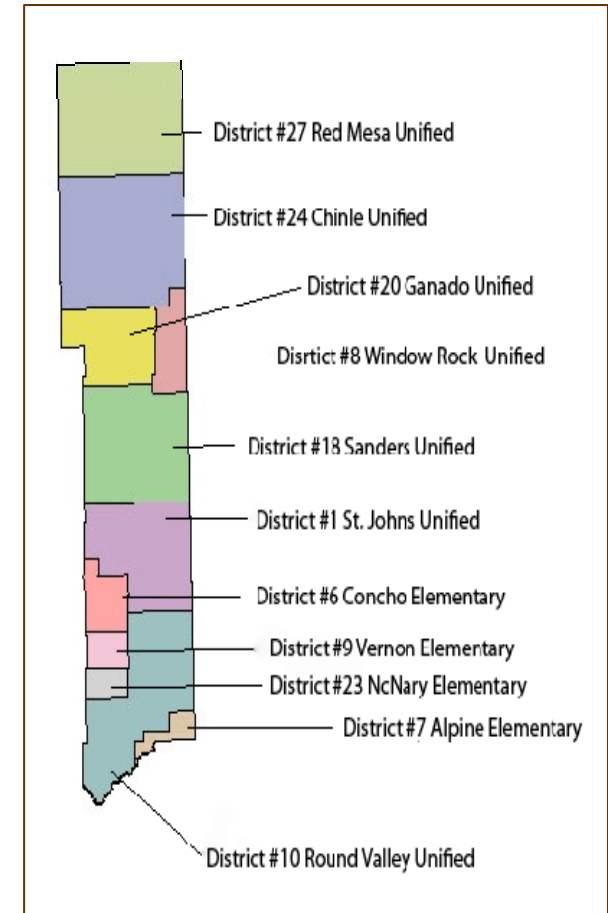 District #27 Red Mesa Unified
District #24 Chinle Unified
District #20 Ganado Unified
Disrtict #8 Window Rock Unified
District #18 Sanders Unified
District #1 St. Johns Unified
District #6 Concho Elementary
District #9 Vernon Elementary
District #23 NcNary Elementary
District #7 Alpine Elementary
District #10 Round Valley Unified